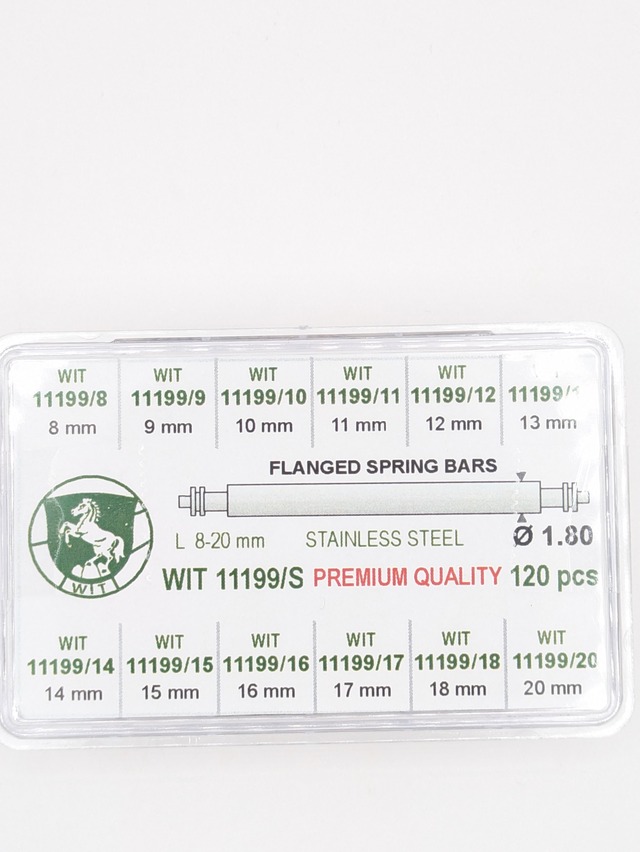 WIT WIT WIT WIT WIT
11199/8 11199/9 11199/10 11199/11 11199/12
8 mm 9 mm 10 mm 11 mm 12 mm 13 mm
FLANGED SPRING BARS
L 8-20 mm STAINLESS STEEL Ø 1.80
WIT
WIT 11199/S PREMIUM QUALITY 120 pcs
WIT WIT WIT WIT WIT WIT
11199/14 11199/15 11199/16 11199/17 11199/18 11199/20
14 mm 15 mm 16 mm 17 mm 18 mm 20 mm